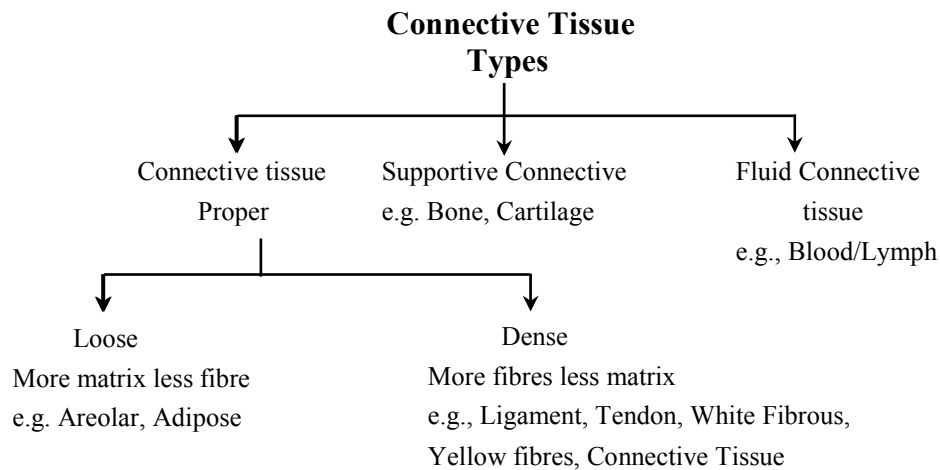 Connective Tissue
Types
Connective tissue
Proper
Supportive Connective
e.g. Bone, Cartilage
Fluid Connective
tissue
e.g., Blood/Lymph
Loose
More matrix less fibre
e.g. Areolar, Adipose
Dense
More fibres less matrix
e.g., Ligament, Tendon, White Fibrous,
Yellow fibres, Connective Tissue